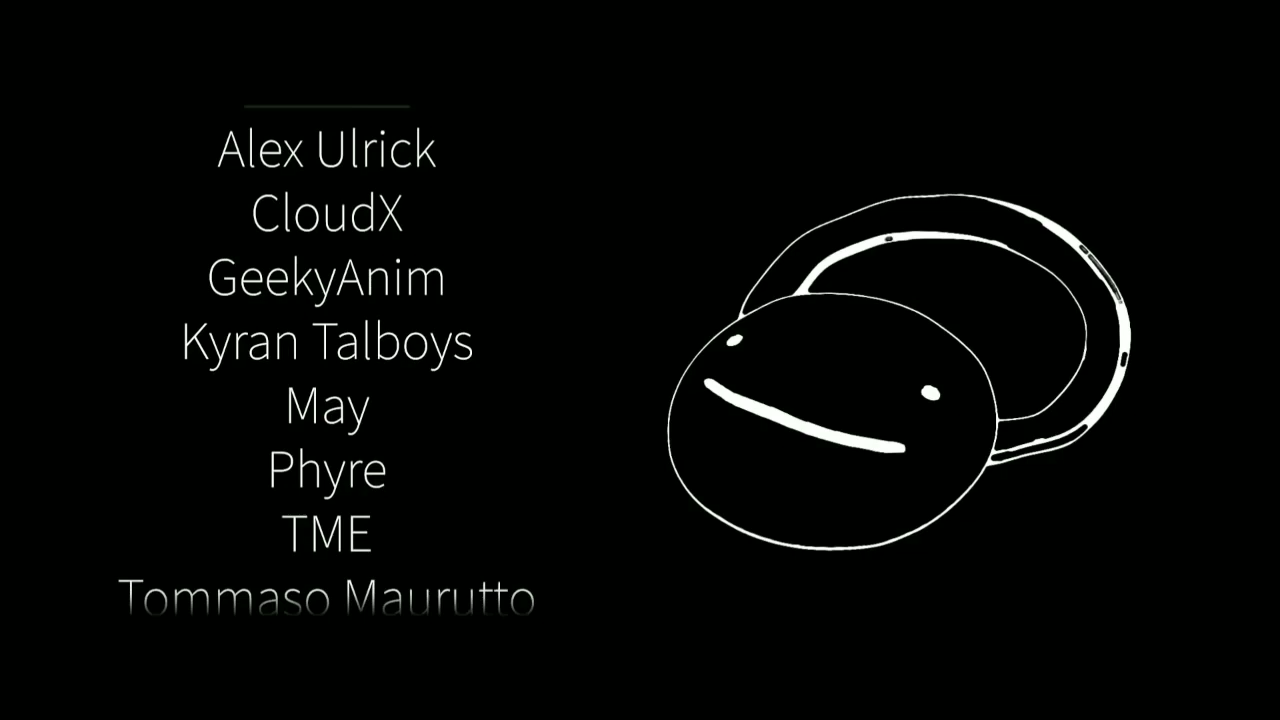 Alex Ulrick
CloudX
GeekyAnim
Kyran Talboys
May
Phyre
TME
Tommaso Maurutto